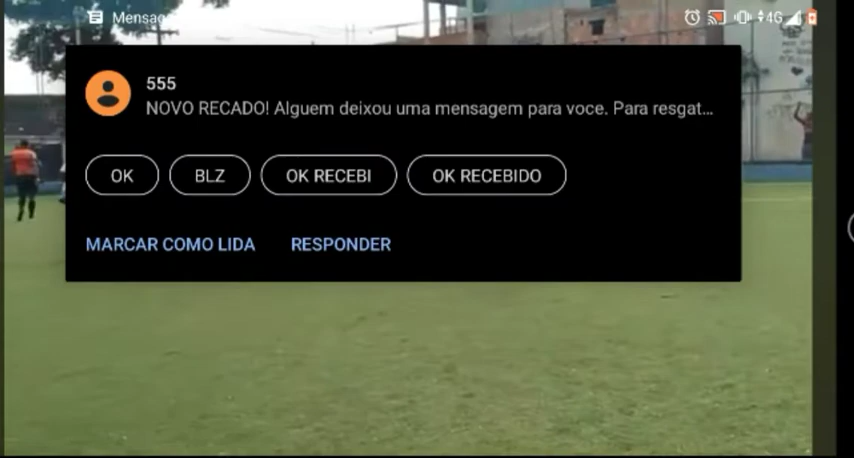 Mensag
4G
555
NOVO RECADO! Alguem deixou uma mensagem para voce. Para resgat...
OK
BLZ
OK RECEBI
OK RECEBIDO
MARCAR COMO LIDA
RESPONDER